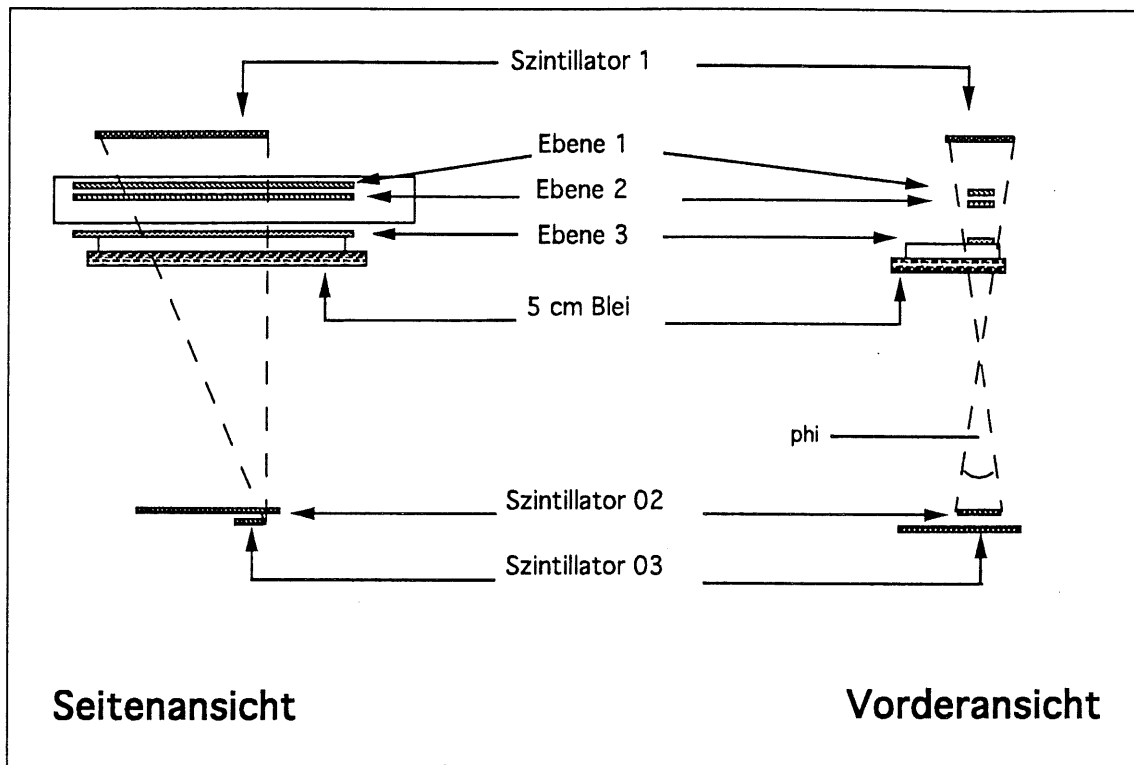 Szintillator 1
Ebene 1
Ebene 2
Ebene 3
5 cm Blei
phi
Szintillator 02
Szintillator 03
Seitenansicht
Vorderansicht